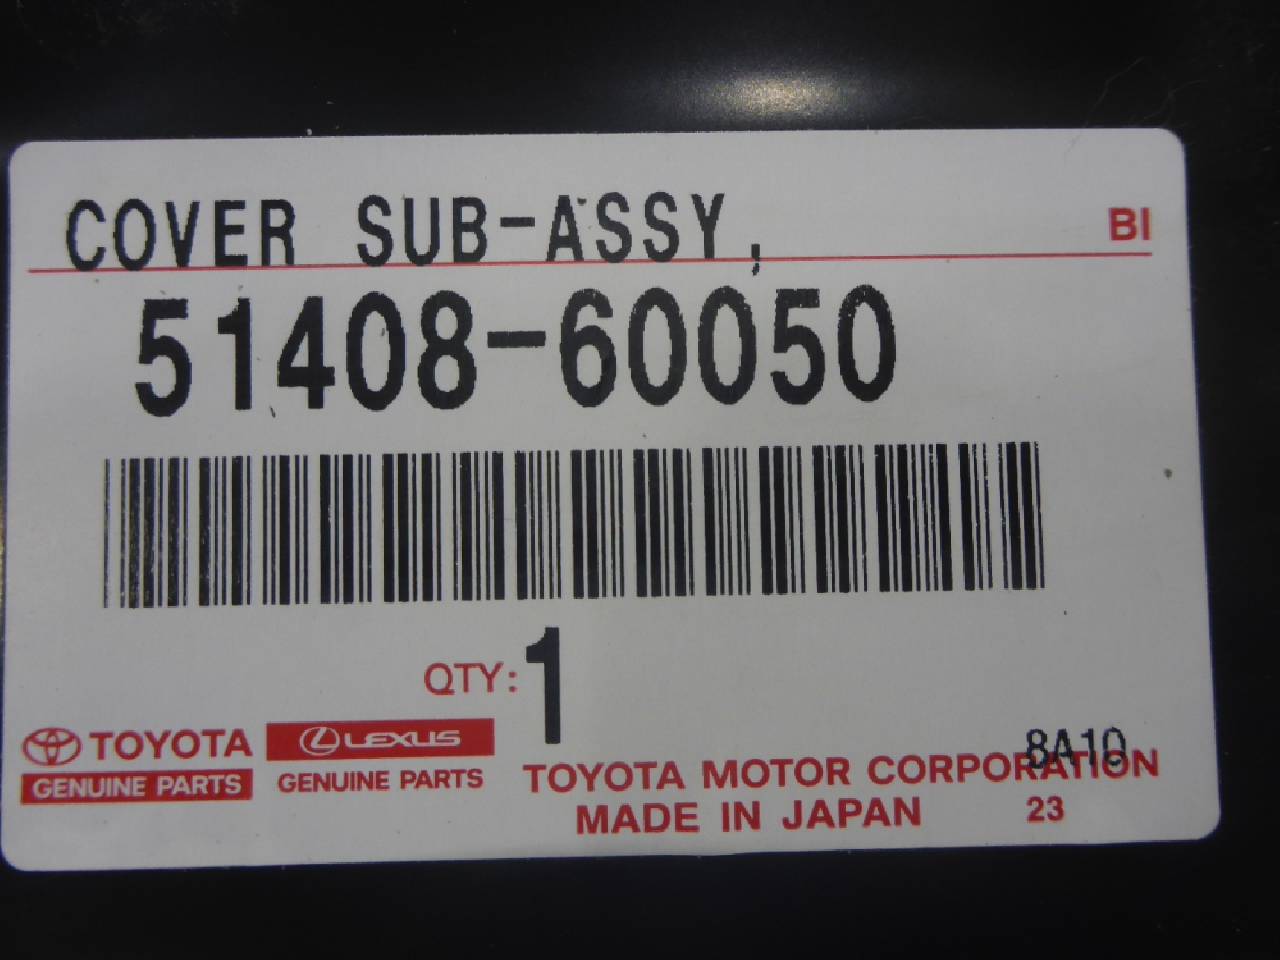 COVER SUB-ASSY,
BI
51408-60050
QTY: 1
8A10
TOYOTA
GENUINE PARTS
LEXUS
GENUINE PARTS
TOYOTA MOTOR CORPORATION
MADE IN JAPAN
23